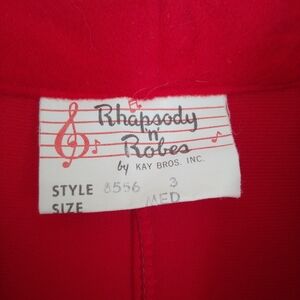 Rhapsody
'n'
Robes
by KAY BROS. INC.
STYLE 8556 3
SIZE MED